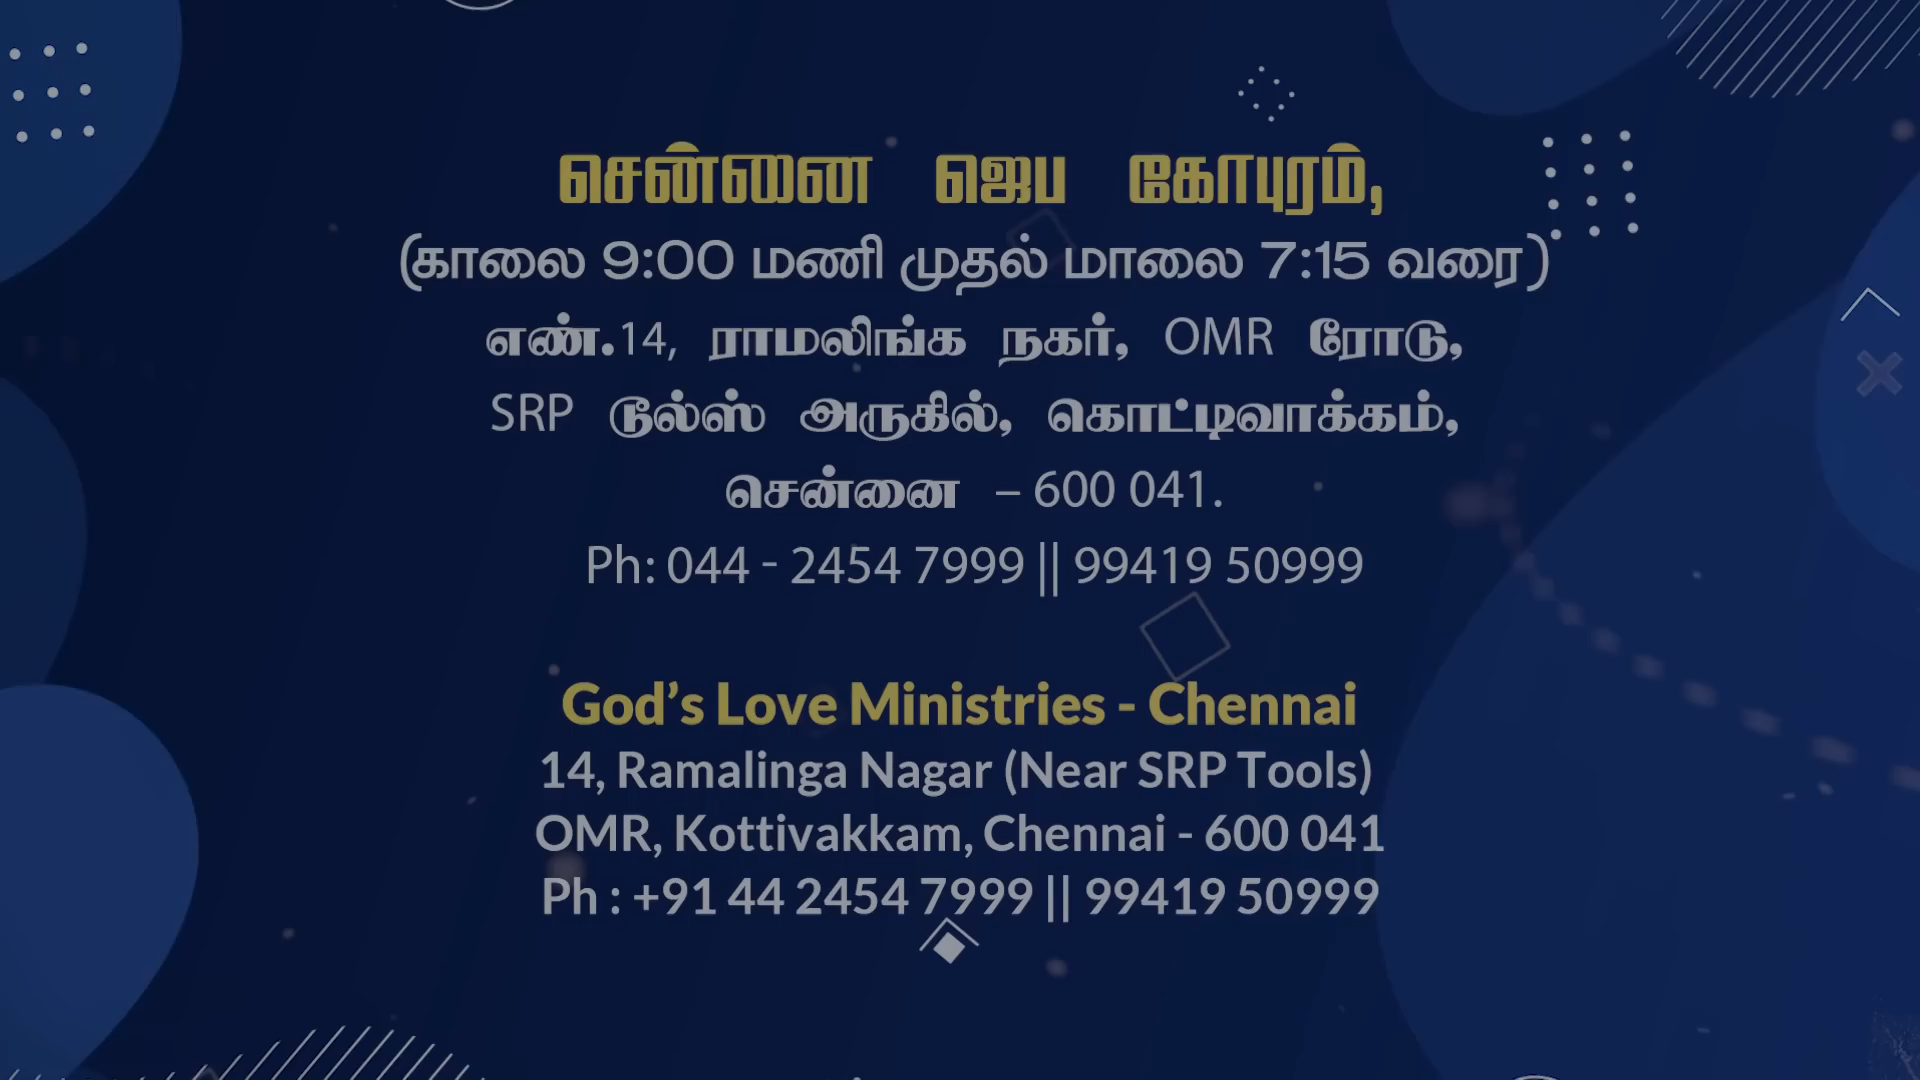 சென்னை ஜெப கோபுரம்,
(காலை 9:00 மணி முதல் மாலை 7:15 வரை)
எண்.14, ராமலிங்க நகர், OMR ரோடு,
SRP டூல்ஸ் அருகில், கொட்டிவாக்கம்,
சென்னை – 600 041.
Ph: 044 - 2454 7999 || 99419 50999
God’s Love Ministries - Chennai
14, Ramalinga Nagar (Near SRP Tools)
OMR, Kottivakkam, Chennai - 600 041
Ph : +91 44 2454 7999 || 99419 50999